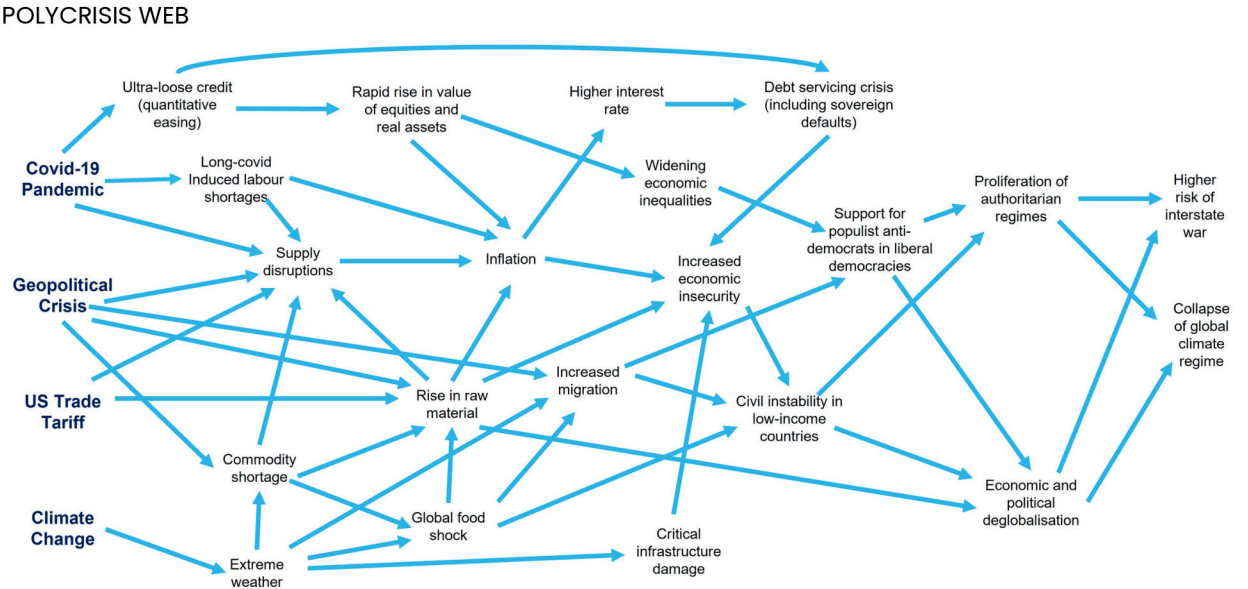 POLYCRISIS WEB
Ultra-loose credit
(quantitative
easing)
Rapid rise in value
of equities and
real assets
Higher interest
rate
Debt servicing crisis
(including sovereign
defaults)
Covid-19
Pandemic
Long-covid
Induced labour
shortages
Widening
economic
inequalities
Proliferation of
authoritarian
regimes
Higher
risk of
interstate
war
Support for
populist anti-
democrats in liberal
democracies
Supply
disruptions
Inflation
Increased
economic
insecurity
Geopolitical
Crisis
Collapse
of global
climate
regime
US Trade
Tariff
Rise in raw
material
Increased
migration
Civil instability in
low-income
countries
Commodity
shortage
Economic and
political
deglobalisation
Climate
Change
Global food
shock
Critical
infrastructure
damage
Extreme
weather